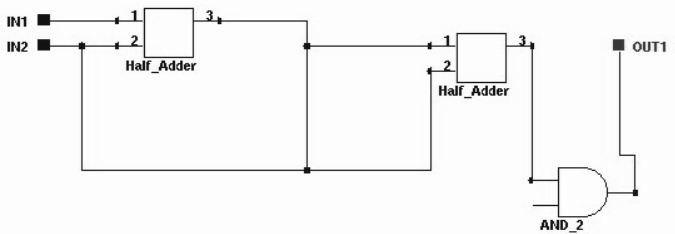 IN1
1
3
IN2
2
Half_Adder
1
3
2
Half_Adder
OUT1
AND_2